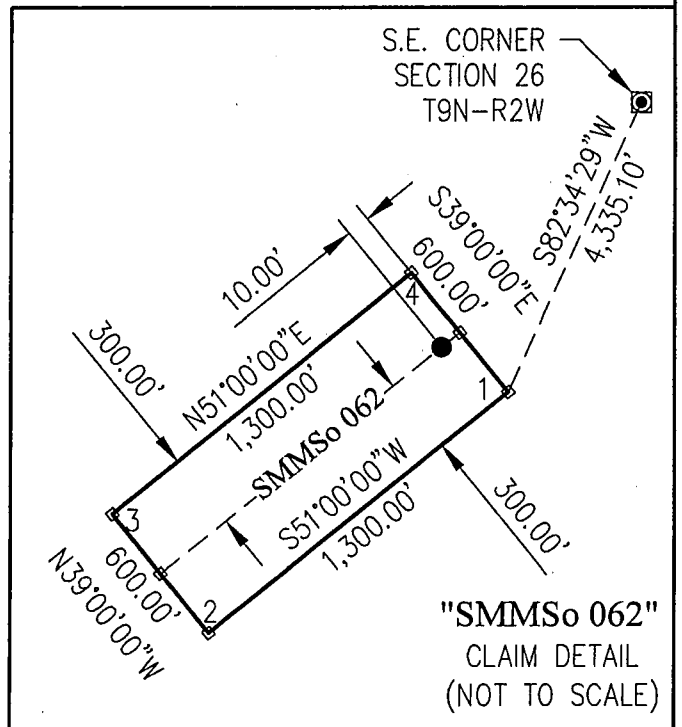 S.E. CORNER
SECTION 26
T9N-R2W
S82°34'29"W
4,335.10'
S39°00'00"E
600.00'
10.00'
4
300.00'
N51°00'00"E
1,300.00'
1
SMMSo 062
S51°00'00"W
1,300.00'
300.00'
3
600.00'
N39°00'00"W
2
"SMMSo 062"
CLAIM DETAIL
(NOT TO SCALE)